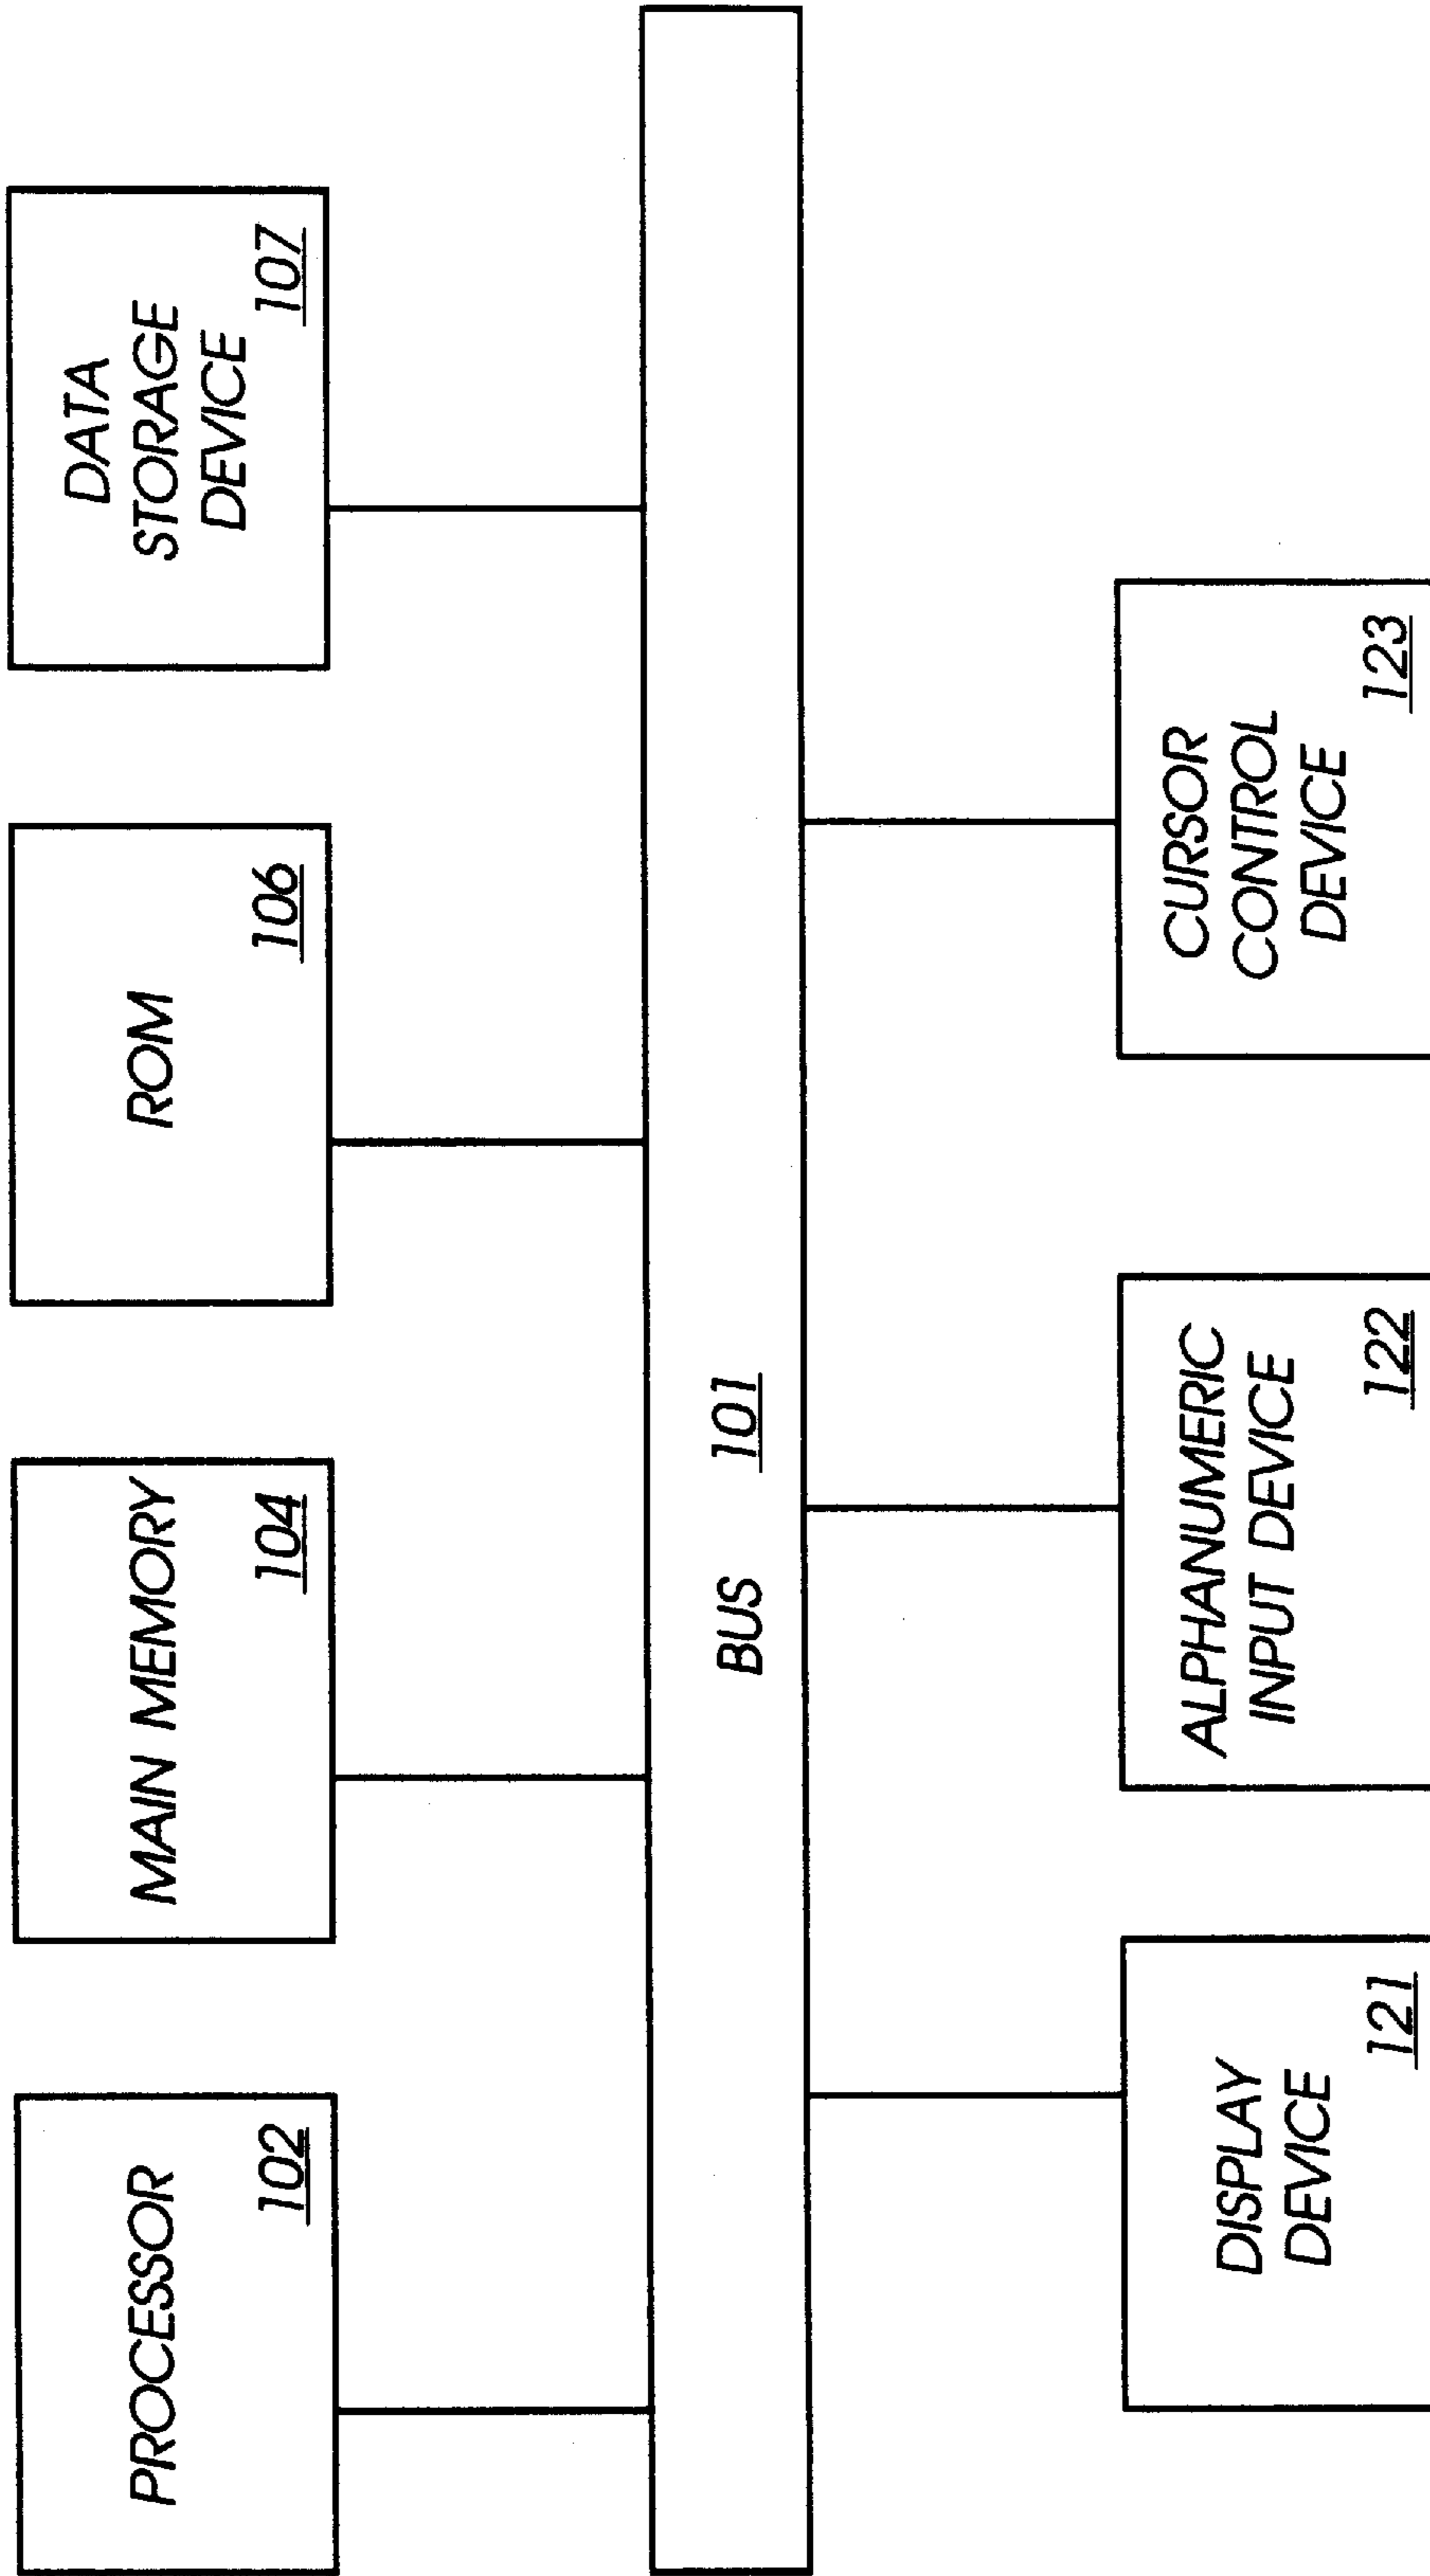 PROCESSOR
102
MAIN MEMORY
104
ROM
106
DATA
STORAGE
DEVICE
107
BUS 101
DISPLAY
DEVICE
121
ALPHANUMERIC
INPUT DEVICE
122
CURSOR
CONTROL
DEVICE
123